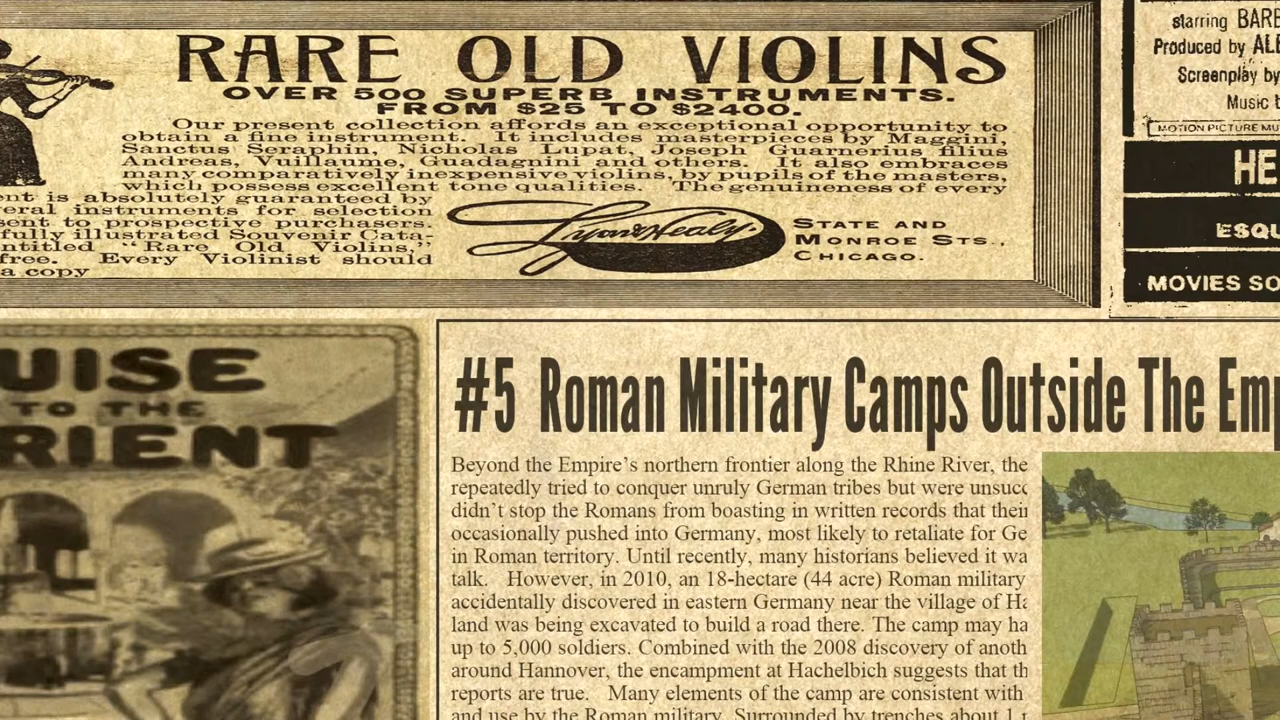 RARE OLD VIOLINS
OVER 500 SUPERB INSTRUMENTS.
FROM $25 TO $2400.
Our present collection affords an exceptional opportunity to
obtain a fine instrument. It includes masterpieces by Maggini,
Sanctus Seraphin, Nicholas Lupat, Joseph Guarnerius filius
Andreas, Vuillaume, Guadagnini and others. It also embraces
many comparatively inexpensive violins, by pupils of the masters,
which possess excellent tone qualities. The genuineness of every
ent is absolutely guaranteed by
eral instruments for selection
sent to prospective purchasers.
fully illustrated Souvenir Cata-
ntitled "Rare Old Violins,"
free. Every Violinist should
a copy
Lyon & Healy.
STATE AND
MONROE STS.,
CHICAGO.
starring BARB
Produced by ALE
Screenplay by
Music b
MOTION PICTURE MU
HE
ESQU
MOVIES SO
UISE
TO THE
RIENT
#5 Roman Military Camps Outside The Emp
Beyond the Empire's northern frontier along the Rhine River, the
repeatedly tried to conquer unruly German tribes but were unsucc
didn't stop the Romans from boasting in written records that their
occasionally pushed into Germany, most likely to retaliate for Ge
in Roman territory. Until recently, many historians believed it wa
talk. However, in 2010, an 18-hectare (44 acre) Roman military
accidentally discovered in eastern Germany near the village of Ha
land was being excavated to build a road there. The camp may ha
up to 5,000 soldiers. Combined with the 2008 discovery of anoth
around Hannover, the encampment at Hachelbich suggests that th
reports are true. Many elements of the camp are consistent with
and use by the Roman military. Surrounded by trenches about 1